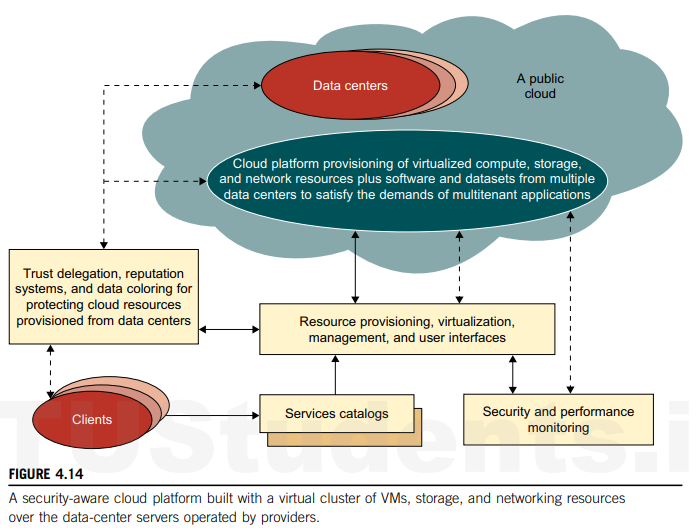 Data centers
A public
cloud
Cloud platform provisioning of virtualized compute, storage,
and network resources plus software and datasets from multiple
data centers to satisfy the demands of multitenant applications
Trust delegation, reputation
systems, and data coloring for
protecting cloud resources
provisioned from data centers
Resource provisioning, virtualization,
management, and user interfaces
Clients
Services catalogs
Security and performance
monitoring
TUStudents.i
FIGURE 4.14
A security-aware cloud platform built with a virtual cluster of VMs, storage, and networking resources
over the data-center servers operated by providers.